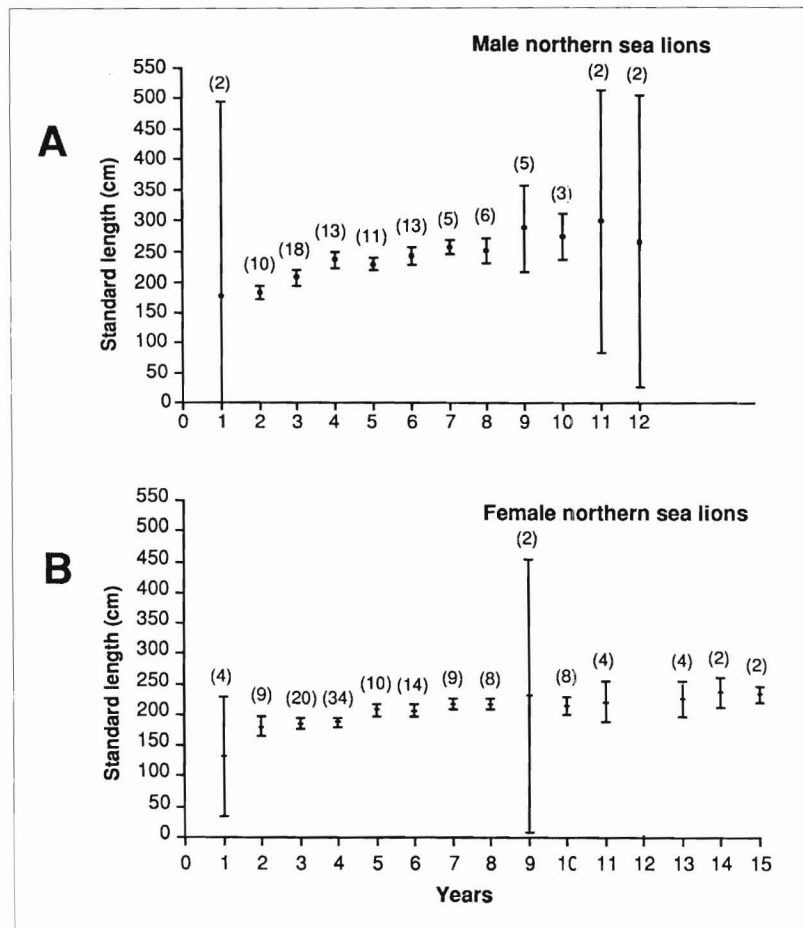 Male northern sea lions
A
Standard length (cm)
550
500
450
400
350
300
250
200
150
100
50
0
(2) (10) (18) (13) (11) (13) (5) (6) (5) (3) (2) (2)
0 1 2 3 4 5 6 7 8 9 10 11 12
Female northern sea lions
B
Standard length (cm)
550
500
450
400
350
300
250
200
150
100
50
0
(4) (9) (20) (34) (10) (14) (9) (8) (2) (8) (4) (4) (2) (2)
0 1 2 3 4 5 6 7 8 9 10 11 12 13 14 15
Years